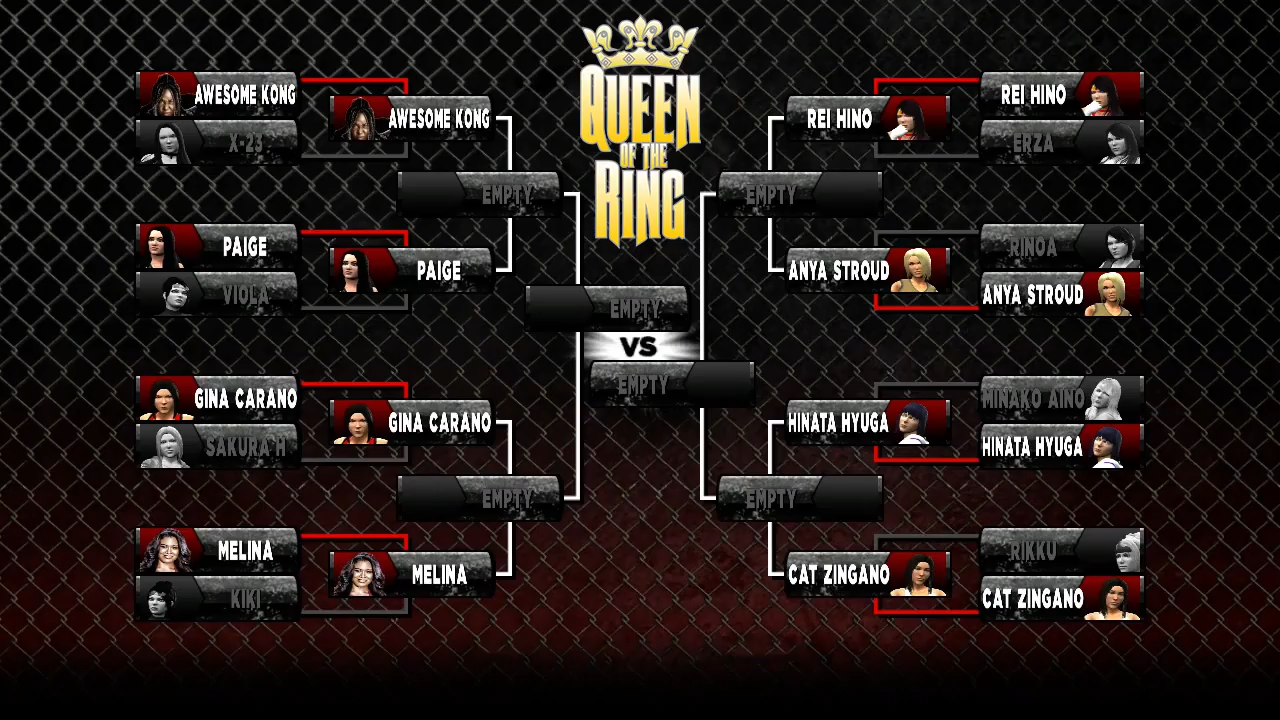 QUEEN
OF THE
RING
AWESOME KONG
X-23
AWESOME KONG
EMPTY
PAIGE
VIOLA
PAIGE
GINA CARANO
SAKURA H
GINA CARANO
EMPTY
MELINA
KIKI
MELINA
EMPTY
VS
EMPTY
REI HINO
REI HINO
ERZA
EMPTY
ANYA STROUD
RINOA
ANYA STROUD
HINATA HYUGA
MINAKO AINO
HINATA HYUGA
EMPTY
CAT ZINGANO
RIKKU
CAT ZINGANO